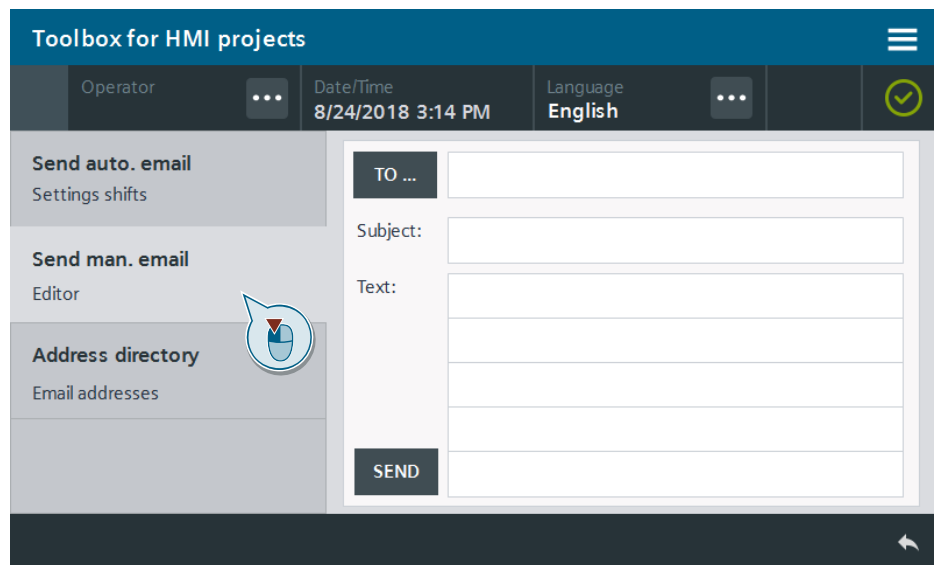 Toolbox for HMI projects
Operator
Date/Time
8/24/2018 3:14 PM
Language
English
Send auto. email
Settings shifts
Send man. email
Editor
Address directory
Email addresses
TO ...
Subject:
Text:
SEND